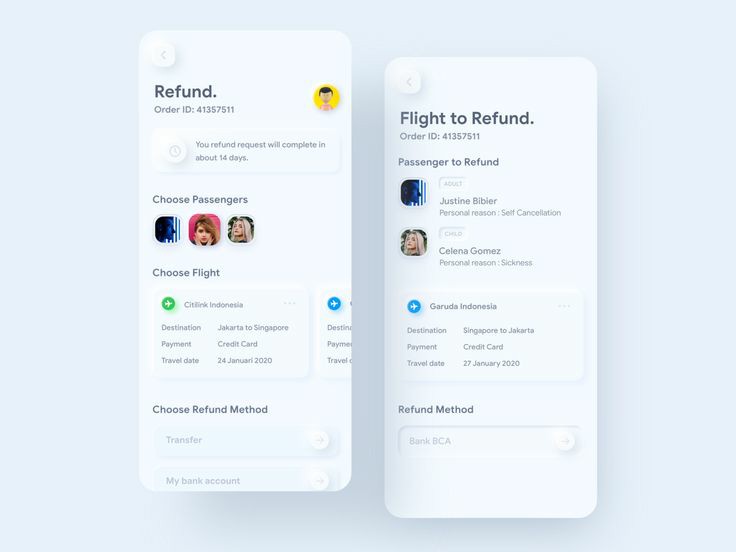 Refund.
Order ID: 41357511
You refund request will complete in
about 14 days.
Choose Passengers
Choose Flight
Citilink Indonesia
Destination Jakarta to Singapore
Payment Credit Card
Travel date 24 Januari 2020
Choose Refund Method
Transfer
My bank account
Flight to Refund.
Order ID: 41357511
Passenger to Refund
ADULT
Justine Bibier
Personal reason : Self Cancellation
CHILD
Celena Gomez
Personal reason : Sickness
Garuda Indonesia
Destination Singapore to Jakarta
Payment Credit Card
Travel date 27 January 2020
Refund Method
Bank BCA